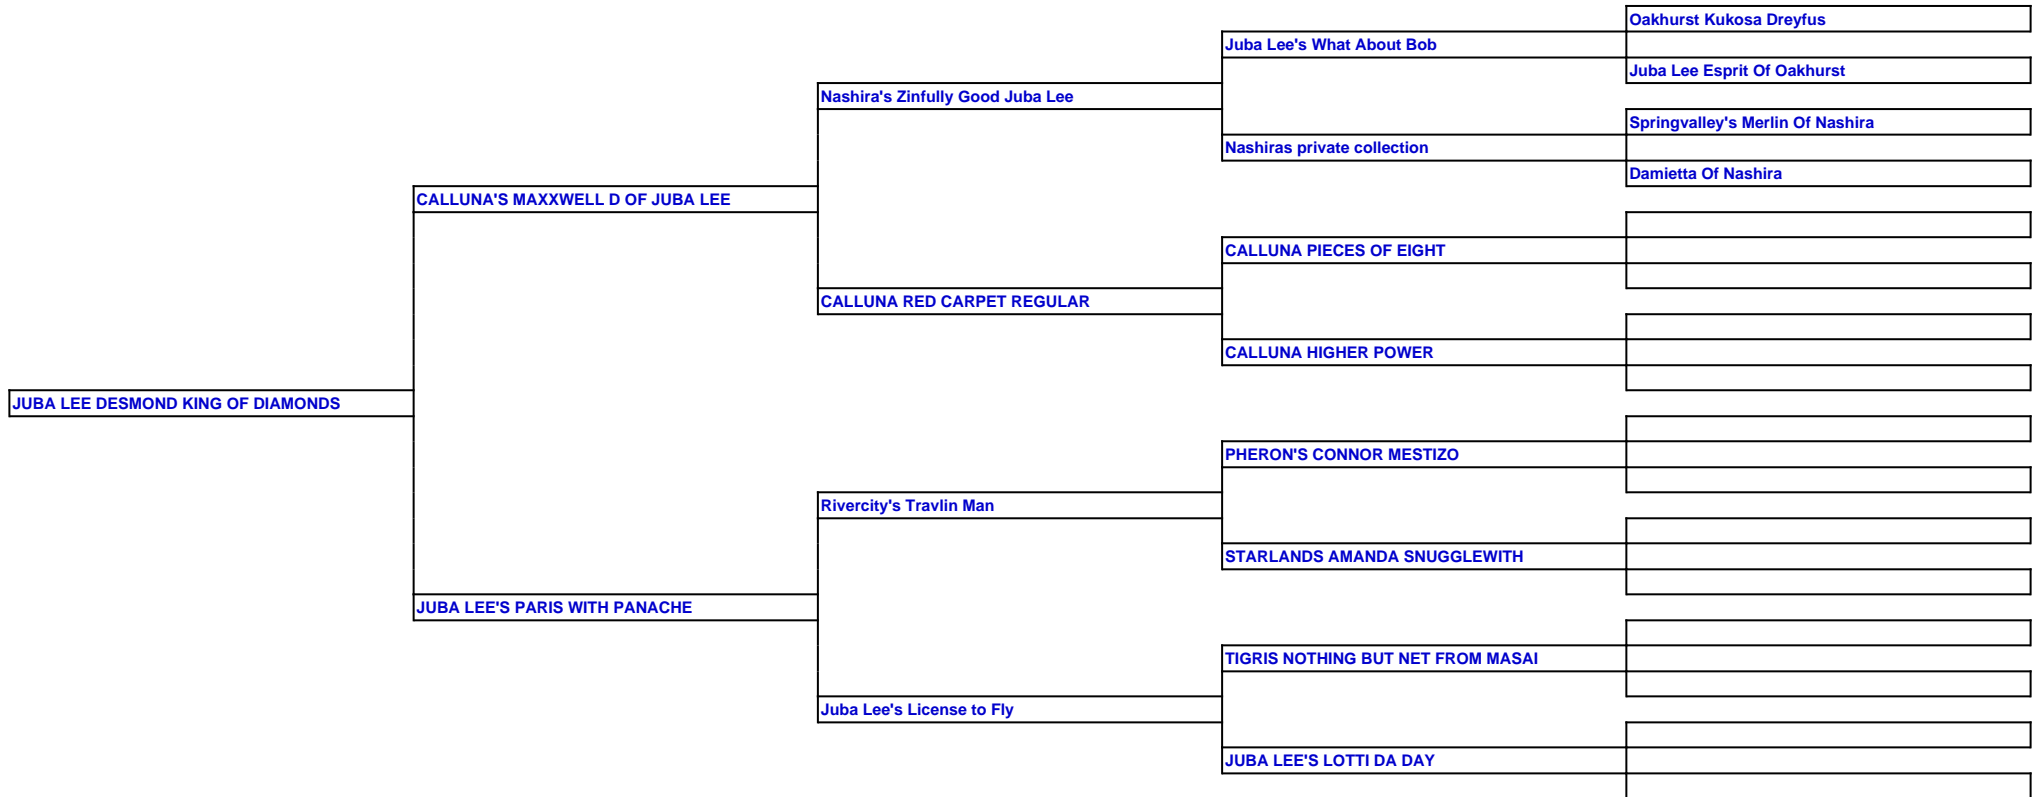 Oakhurst Kukosa Dreyfus
Juba Lee's What About Bob
Juba Lee Esprit Of Oakhurst
Nashira's Zinfully Good Juba Lee
Springvalley's Merlin Of Nashira
Nashiras private collection
Damietta Of Nashira
CALLUNA'S MAXXWELL D OF JUBA LEE
CALLUNA PIECES OF EIGHT
CALLUNA RED CARPET REGULAR
CALLUNA HIGHER POWER
JUBA LEE DESMOND KING OF DIAMONDS
PHERON'S CONNOR MESTIZO
Rivercity's Travlin Man
STARLANDS AMANDA SNUGGLEWITH
JUBA LEE'S PARIS WITH PANACHE
TIGRIS NOTHING BUT NET FROM MASAI
Juba Lee's License to Fly
JUBA LEE'S LOTTI DA DAY